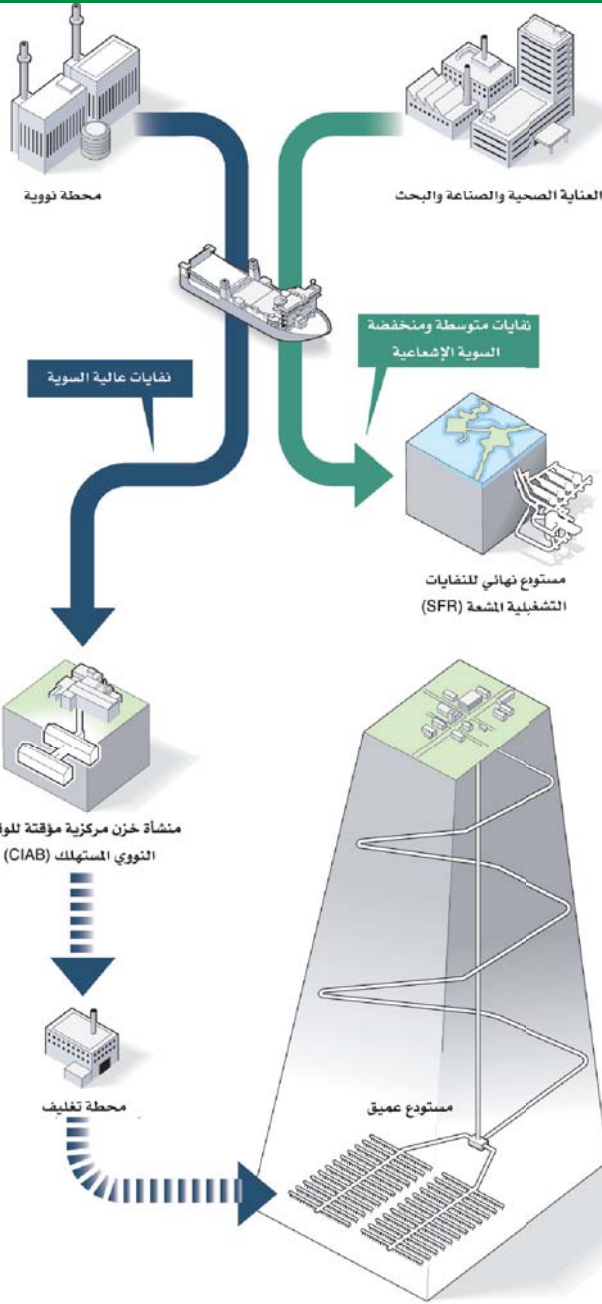 العناية الصحية والصناعة والبحث
محطة نووية
نفايات متوسطة ومنخفضة
السوية الإشعاعية
نفايات عالية السوية
مستودع نهائي للنفايات
التشغيلية المشعة (SFR)
منشأة خزن مركزية مؤقتة
النووي المستهلك (CIAB)
محطة تغليف
مستودع عميق